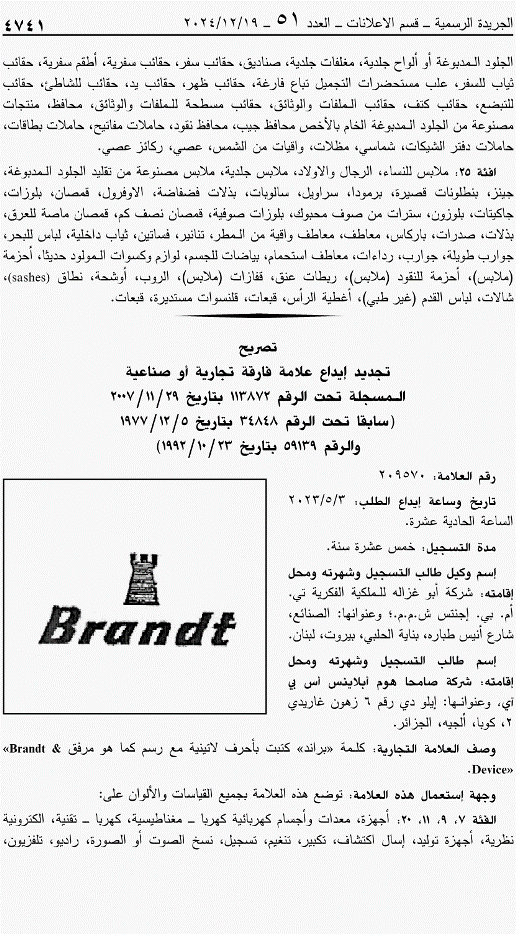 الجريدة الرسمية ــ قسم الاعلانات ــ العدد ٥١ ــ ٢٠٢٤/١٢/١٩
٤٧٤١
الجلود المدبوغة أو ألواح جلدية، مغلفات جلدية، صناديق، حقائب سفر، حقائب سفرية، أطقم سفرية، حقائب
ثياب للسفر، علب مستحضرات التجميل تباع فارغة، حقائب ظهر، حقائب يد، حقائب للشاطئ، حقائب
للتبضع، حقائب كتف، حقائب الملفات والوثائق، حقائب مسطحة للملفات والوثائق، محافظ، منتجات
مصنوعة من الجلود المدبوغة الخام بالأخص محافظ جيب، محافظ نقود، حاملات مفاتيح، حاملات بطاقات،
حاملات دفتر الشيكات، شماسي، مظلات، واقيات من الشمس، عصي، ركائز عصي.
افئة ٢٥: ملابس للنساء، الرجال والاولاد، ملابس جلدية، ملابس مصنوعة من تقليد الجلود المدبوغة،
جينز، بنطلونات قصيرة، برمودا، سراويل، سالوبات، بذلات فضفاضة، الاوفرول، قمصان، بلوزات،
جاكيتات، بلوزون، سترات من صوف محبوك، بلوزات صوفية، قمصان نصف كم، قمصان ماصة للعرق،
بذلات، صدرات، باركاس، معاطف، معاطف واقية من المطر، تنانير، فساتين، ثياب داخلية، لباس للبحر،
جوارب طويلة، جوارب، رداءات، معاطف استحمام، بياضات للجسم، لوازم وكسوات المولود حديثا، أحزمة
(ملابس)، أحزمة للنقود (ملابس)، ربطات عنق، قفازات (ملابس)، الروب، أوشحة، نطاق (sashes)،
شالات، لباس القدم (غير طبي)، أغطية الرأس، قبعات، قلنسوات مستديرة، قبعات.
تصريح
تجديد إيداع علامة فارقة تجارية أو صناعية
المسجلة تحت الرقم ١١٣٨٧٢ بتاريخ ٢٠٠٧/١١/٢٩
(سابقا تحت الرقم ٣٤٨٤٨ بتاريخ ١٩٧٧/١٢/٥
والرقم ٥٩١٣٩ بتاريخ ١٩٩٢/١٠/٢٣)
رقم العلامة: ٢٠٩٥٧٠
تاريخ وساعة إيداع الطلب: ٢٠٢٣/٥/٣
الساعة الحادية عشرة.
مدة التسجيل: خمس عشرة سنة.
إسم وكيل طالب التسجيل وشهرته ومحل
إقامته: شركة أبو غزاله للملكية الفكرية تي.
أم. بي. إجنتس ش.م.م.؛ وعنوانها: الصنائع،
شارع أنيس طباره، بناية الحلبي، بيروت، لبنان.
إسم طالب التسجيل وشهرته ومحل
إقامته: شركة صامحا هوم أبلاينس أس بي
آي، وعنوانها: إيلو دي رقم ٦ زهون غاريدي
٢، كوبا، ألجيه، الجزائر.
Brandt
وصف العلامة التجارية: كلمة «براند» كتبت بأحرف لاتينية مع رسم كما هو مرفق «Brandt &
Device».
وجهة إستعمال هذه العلامة: توضع هذه العلامة بجميع القياسات والألوان على:
الفئة ٧، ٩، ١١، ٢٠: أجهزة، معدات وأجسام كهربائية كهربا ــ مغناطيسية، كهربا ــ تقنية، الكترونية
نظرية، أجهزة توليد، إسال اكتشاف، تكبير، تنغيم، تسجيل، نسخ الصوت أو الصورة، راديو، تلفزيون،